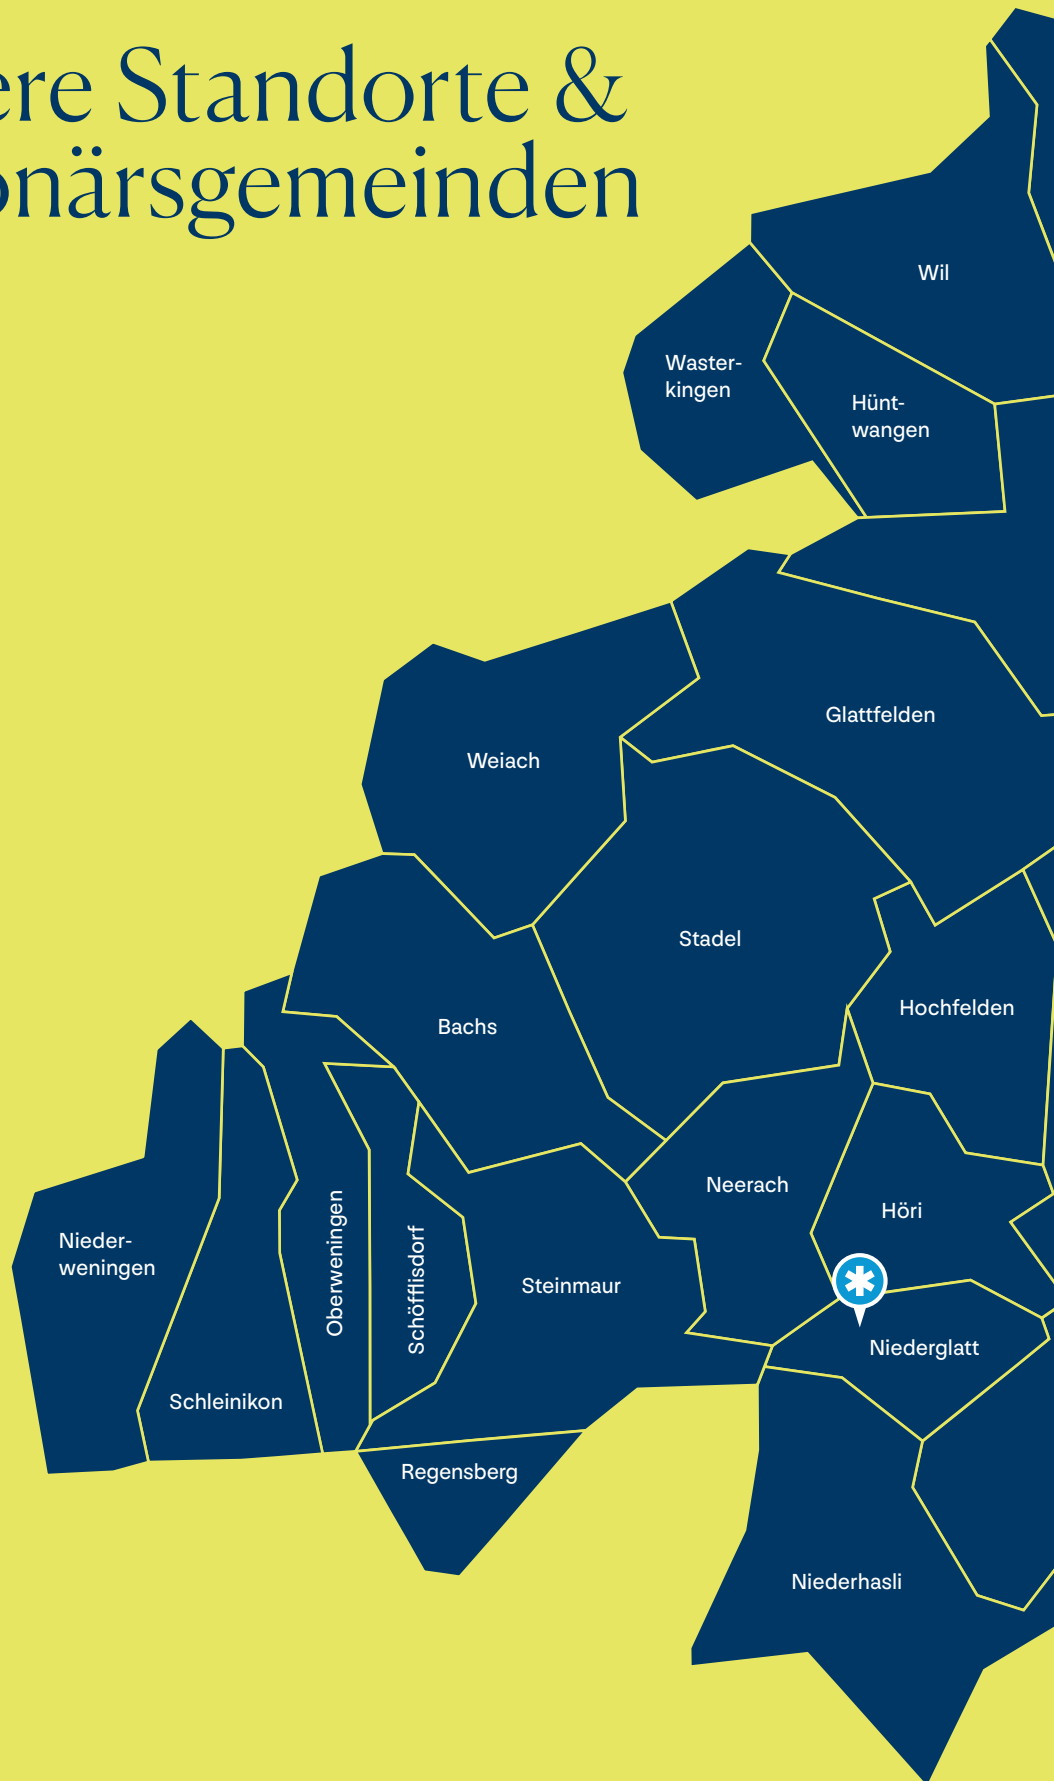 ere Standorte &
onärsgemeinden
Wil
Waster-
kingen
Hünt-
wangen
Glattfelden
Weiach
Stadel
Hochfelden
Bachs
Neerach
Höri
Nieder-
weningen
Oberweningen
Schöfflisdorf
Steinmaur
Niederglatt
Schleinikon
Regensberg
Niederhasli